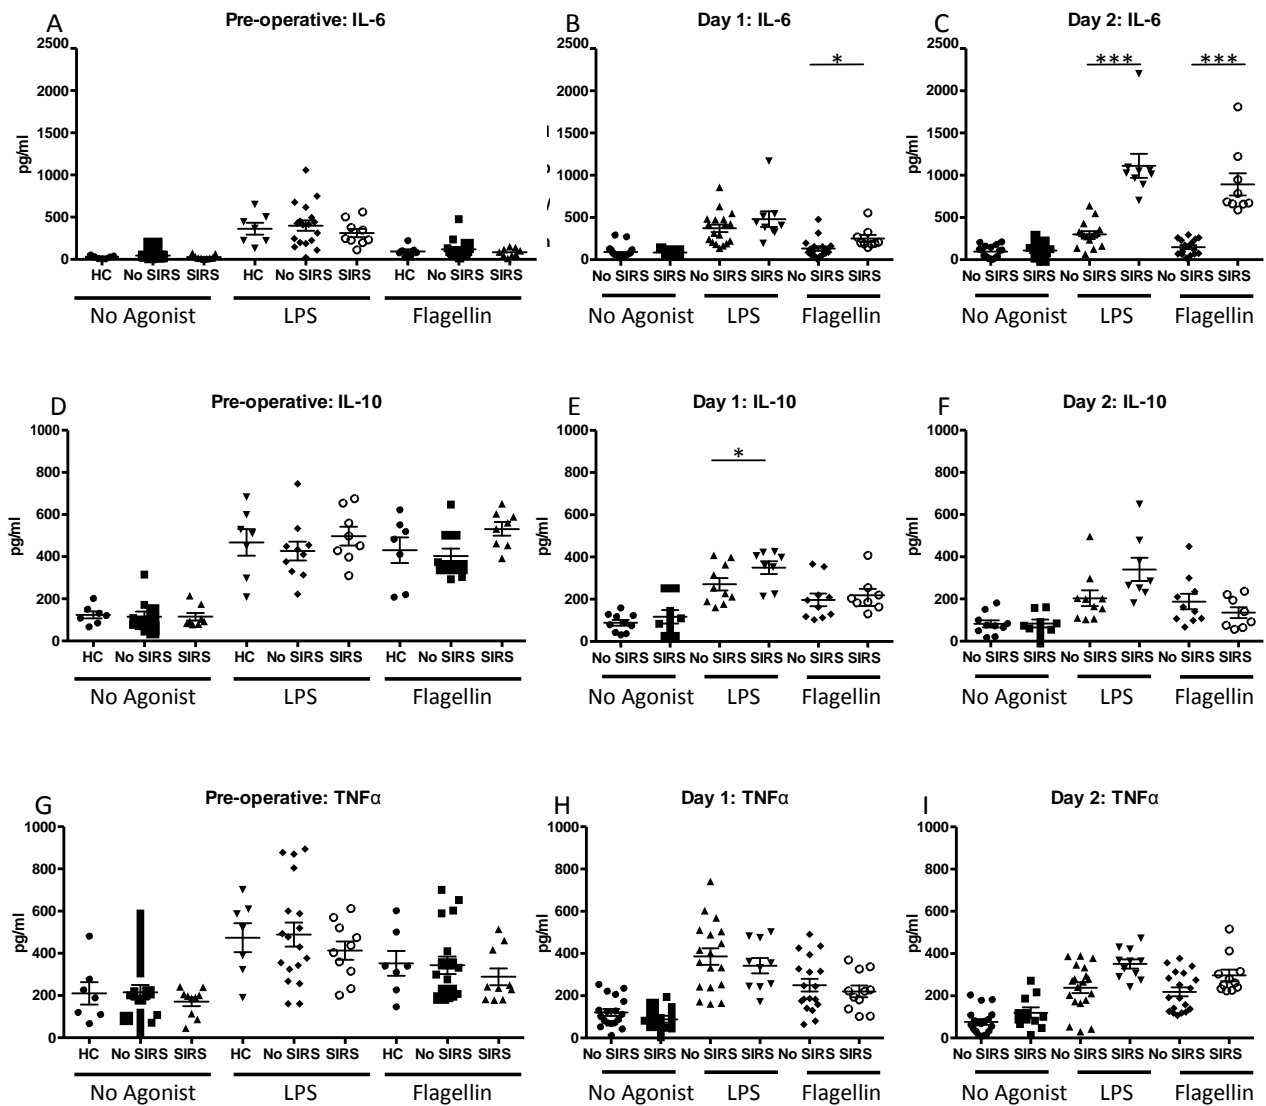 A Pre-operative: IL-6
B Day 1: IL-6
C Day 2: IL-6
2500 2500 2500
2000 2000 2000
1500 1500 1500
1000 1000 1000
500 500 500
0 0 0
pg/ml pg/ml
* *** ***
HC No SIRS SIRS HC No SIRS SIRS HC No SIRS SIRS
No SIRS SIRS No SIRS SIRS No SIRS SIRS
No SIRS SIRS No SIRS SIRS No SIRS SIRS
No Agonist LPS Flagellin
No Agonist LPS Flagellin
No Agonist LPS Flagellin
D Pre-operative: IL-10
E Day 1: IL-10
F Day 2: IL-10
1000 1000 1000
800 800 800
600 600 600
400 400 400
200 200 200
0 0 0
pg/ml pg/ml pg/ml
*
HC No SIRS SIRS HC No SIRS SIRS HC No SIRS SIRS
No SIRS SIRS No SIRS SIRS No SIRS SIRS
No SIRS SIRS No SIRS SIRS No SIRS SIRS
No Agonist LPS Flagellin
No Agonist LPS Flagellin
No Agonist LPS Flagellin
G Pre-operative: TNFα
H Day 1: TNFα
I Day 2: TNFα
1000 1000 1000
800 800 800
600 600 600
400 400 400
200 200 200
0 0 0
pg/ml pg/ml pg/ml
HC No SIRS SIRS HC No SIRS SIRS HC No SIRS SIRS
No SIRS SIRS No SIRS SIRS No SIRS SIRS
No SIRS SIRS No SIRS SIRS No SIRS SIRS
No Agonist LPS Flagellin
No Agonist LPS Flagellin
No Agonist LPS Flagellin